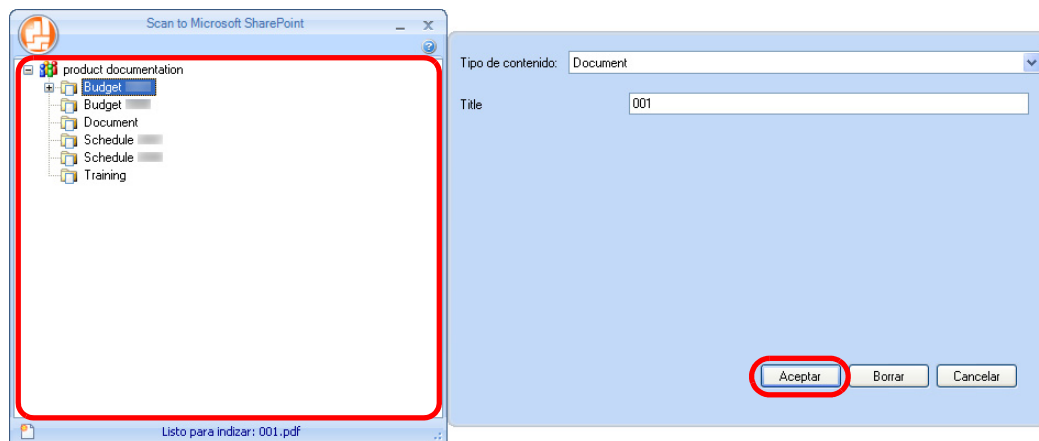 Scan to Microsoft SharePoint
product documentation
Budget
Budget
Document
Schedule
Schedule
Training
Listo para indizar: 001.pdf
Tipo de contenido: Document
Title 001
Aceptar Borrar Cancelar